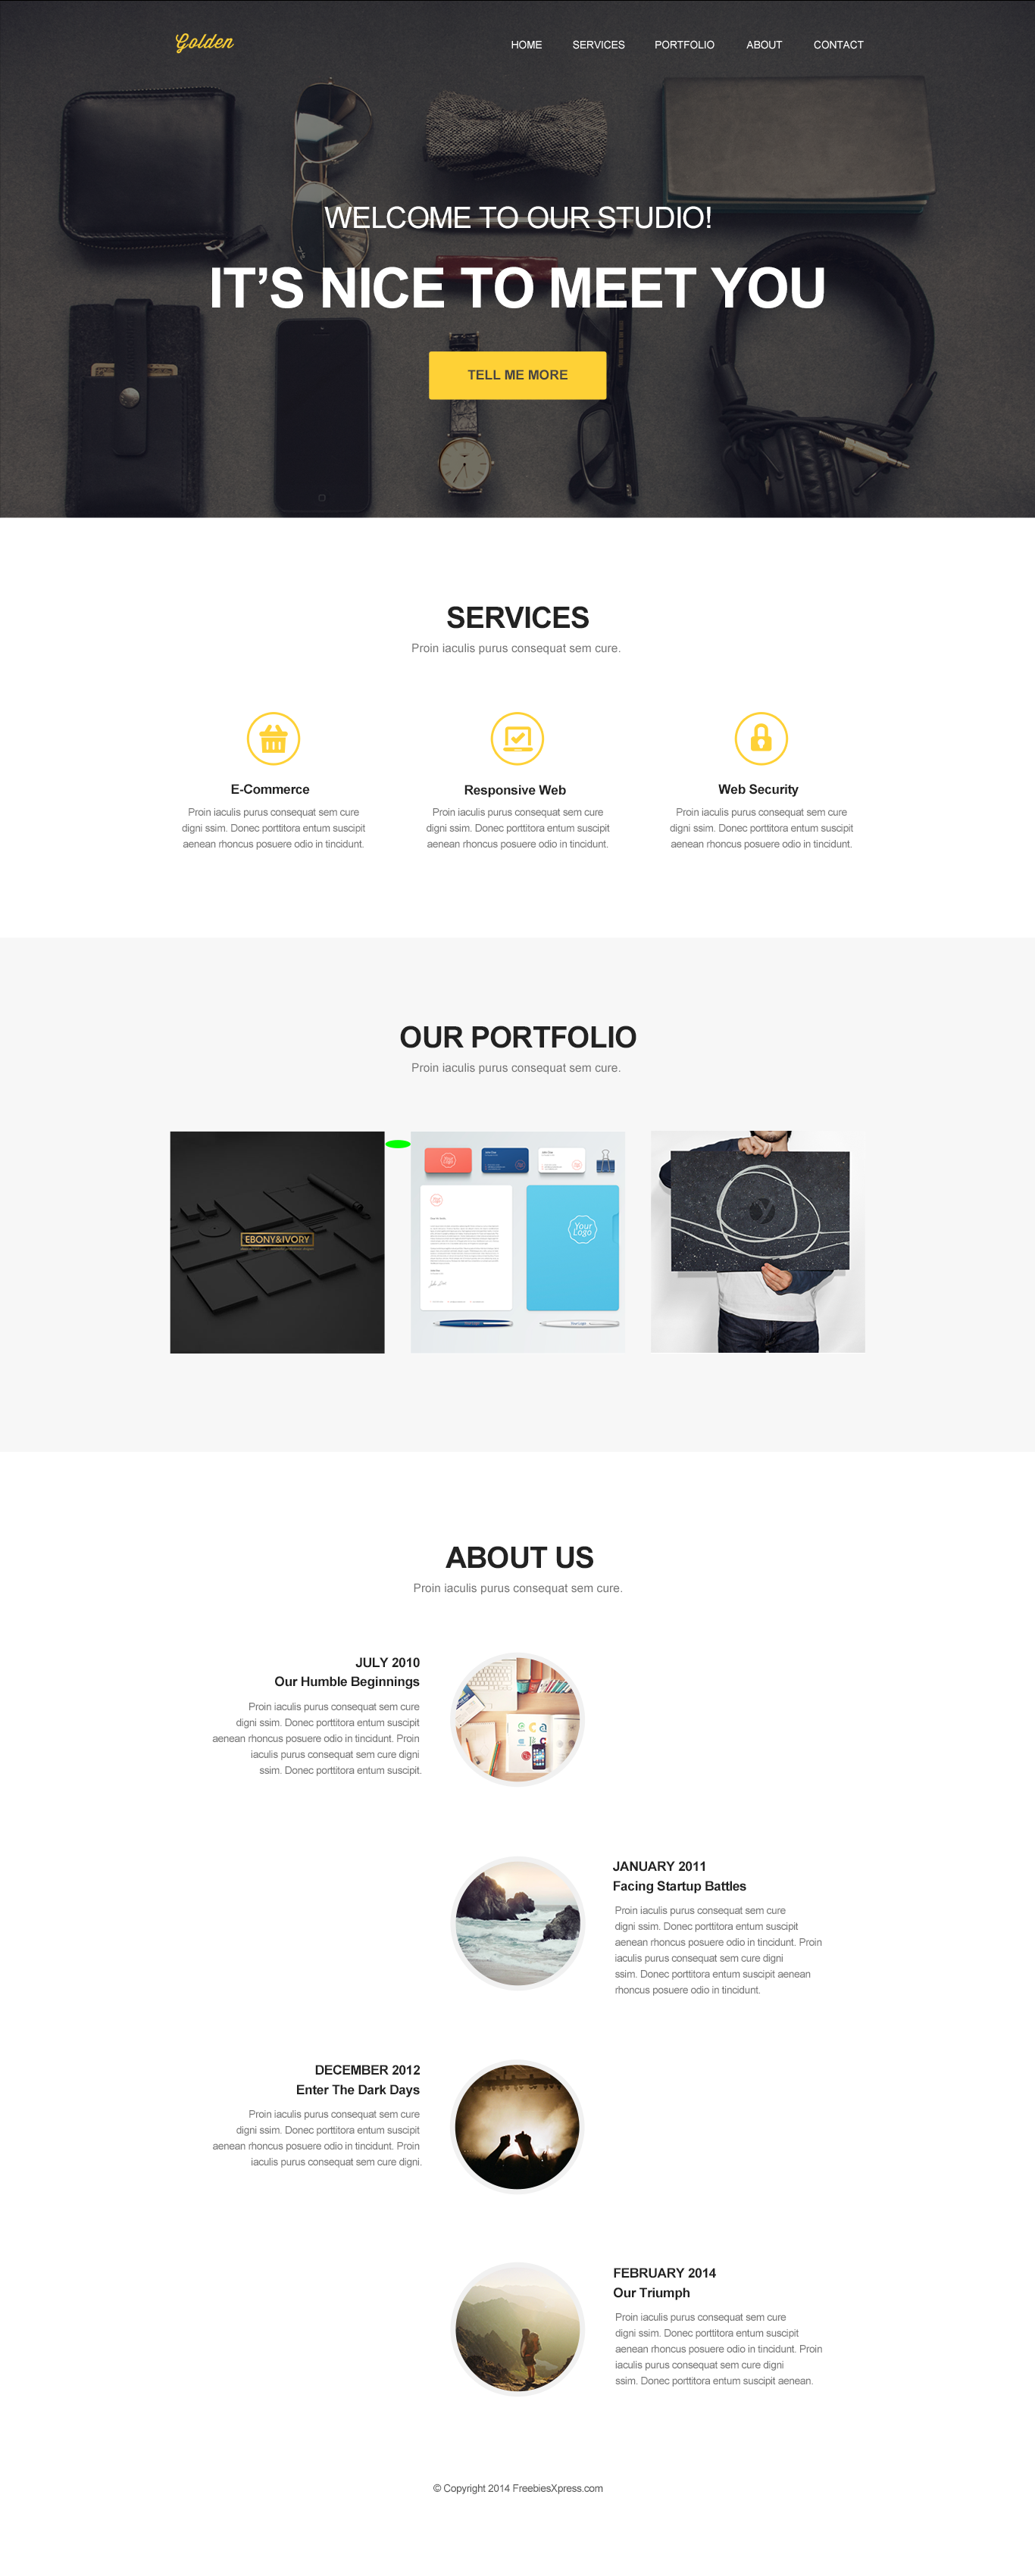 Golden
HOME SERVICES PORTFOLIO ABOUT CONTACT
WELCOME TO OUR STUDIO!
IT’S NICE TO MEET YOU
TELL ME MORE
SERVICES
Proin iaculis purus consequat sem cure.
E-Commerce
Proin iaculis purus consequat sem cure
digni ssim. Donec porttitora entum suscipit
aenean rhoncus posuere odio in tincidunt.
Responsive Web
Proin iaculis purus consequat sem cure
digni ssim. Donec porttitora entum suscipit
aenean rhoncus posuere odio in tincidunt.
Web Security
Proin iaculis purus consequat sem cure
digni ssim. Donec porttitora entum suscipit
aenean rhoncus posuere odio in tincidunt.
OUR PORTFOLIO
Proin iaculis purus consequat sem cure.
EBONY&IVORY
Your
Logo
ABOUT US
Proin iaculis purus consequat sem cure.
JULY 2010
Our Humble Beginnings
Proin iaculis purus consequat sem cure
digni ssim. Donec porttitora entum suscipit
aenean rhoncus posuere odio in tincidunt. Proin
iaculis purus consequat sem cure digni
ssim. Donec porttitora entum suscipit.
JANUARY 2011
Facing Startup Battles
Proin iaculis purus consequat sem cure
digni ssim. Donec porttitora entum suscipit
aenean rhoncus posuere odio in tincidunt. Proin
iaculis purus consequat sem cure digni
ssim. Donec porttitora entum suscipit aenean
rhoncus posuere odio in tincidunt.
DECEMBER 2012
Enter The Dark Days
Proin iaculis purus consequat sem cure
digni ssim. Donec porttitora entum suscipit
aenean rhoncus posuere odio in tincidunt. Proin
iaculis purus consequat sem cure digni.
FEBRUARY 2014
Our Triumph
Proin iaculis purus consequat sem cure
digni ssim. Donec porttitora entum suscipit
aenean rhoncus posuere odio in tincidunt. Proin
iaculis purus consequat sem cure digni
ssim. Donec porttitora entum suscipit aenean.
© Copyright 2014 FreebiesXpress.com